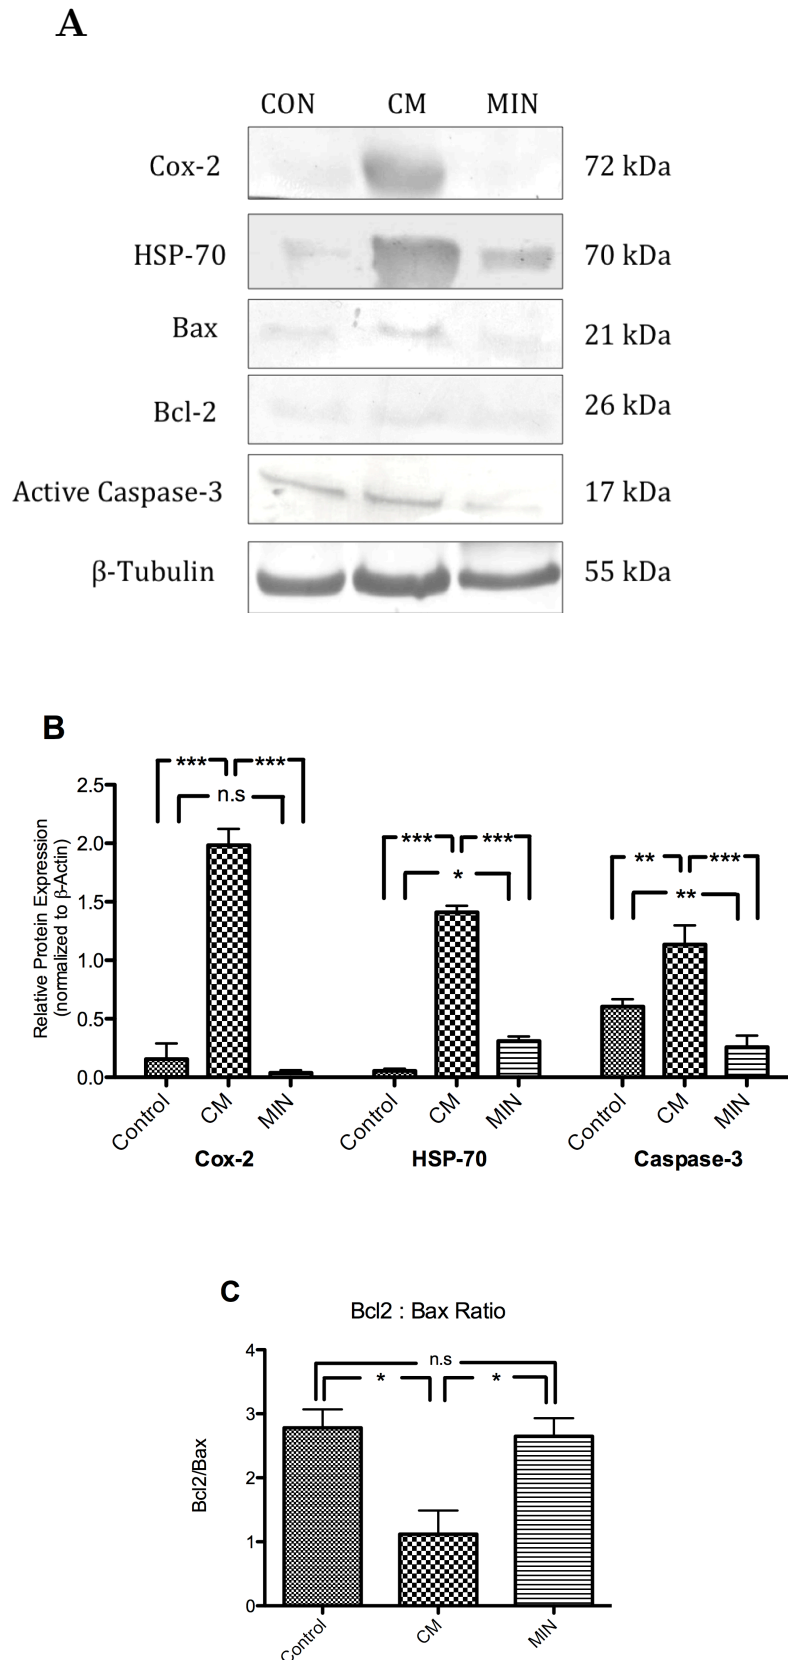 A
CON CM MIN
Cox-2 72 kDa
HSP-70 70 kDa
Bax 21 kDa
Bcl-2 26 kDa
Active Caspase-3 17 kDa
β-Tubulin 55 kDa
B
Relative Protein Expression
(normalized to β-Actin)
2.5
2.0
1.5
1.0
0.5
0.0
*** ***
n.s
*** ***
*
** ***
**
Control CM MIN Control CM MIN Control CM MIN
Cox-2 HSP-70 Caspase-3
C
Bcl2 : Bax Ratio
Bcl2/Bax
4
3
2
1
0
n.s
* *
Control CM MIN